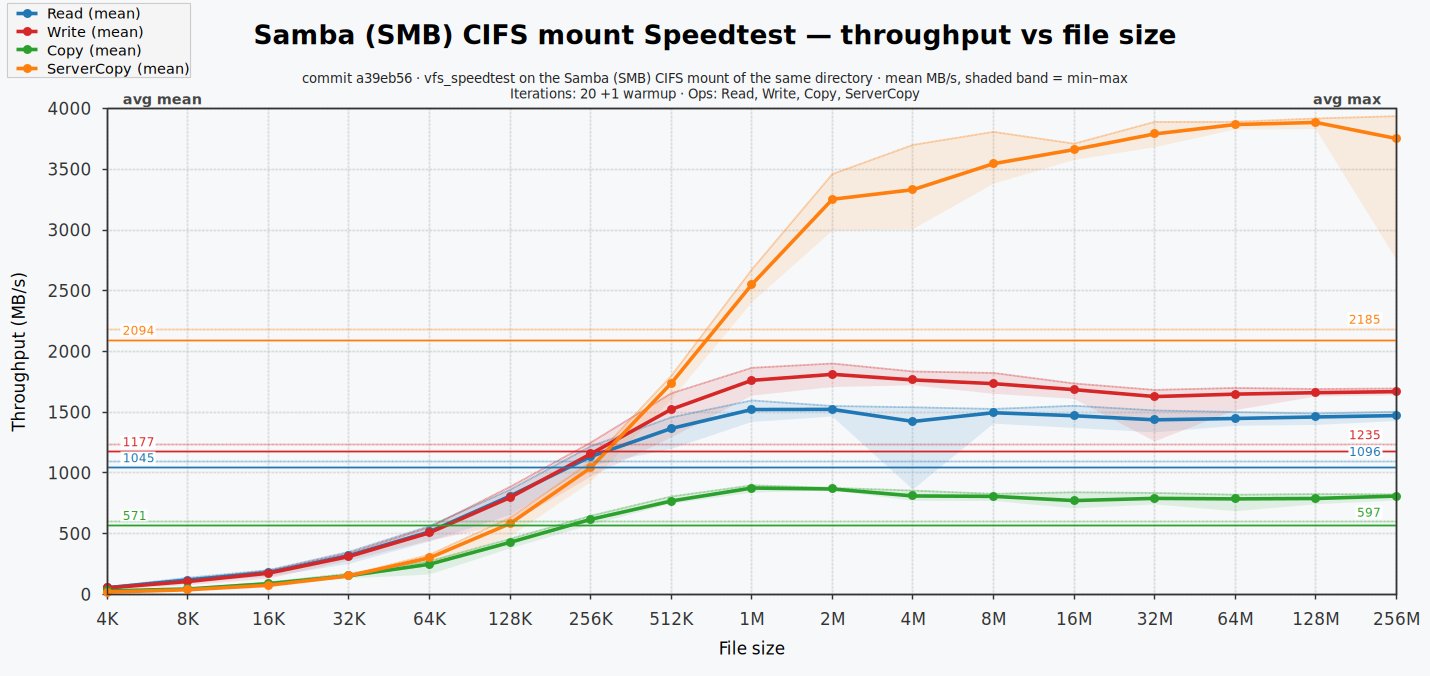 Read (mean)
Write (mean)
Copy (mean)
ServerCopy (mean)
Samba (SMB) CIFS mount Speedtest — throughput vs file size
commit a39eb56 · vfs_speedtest on the Samba (SMB) CIFS mount of the same directory · mean MB/s, shaded band = min–max
Iterations: 20 +1 warmup · Ops: Read, Write, Copy, ServerCopy
avg mean
avg max
4000
3500
3000
2500
2000
1500
1000
500
0
2094
2185
1177
1235
1045
1096
571
597
Throughput (MB/s)
4K 8K 16K 32K 64K 128K 256K 512K 1M 2M 4M 8M 16M 32M 64M 128M 256M
File size